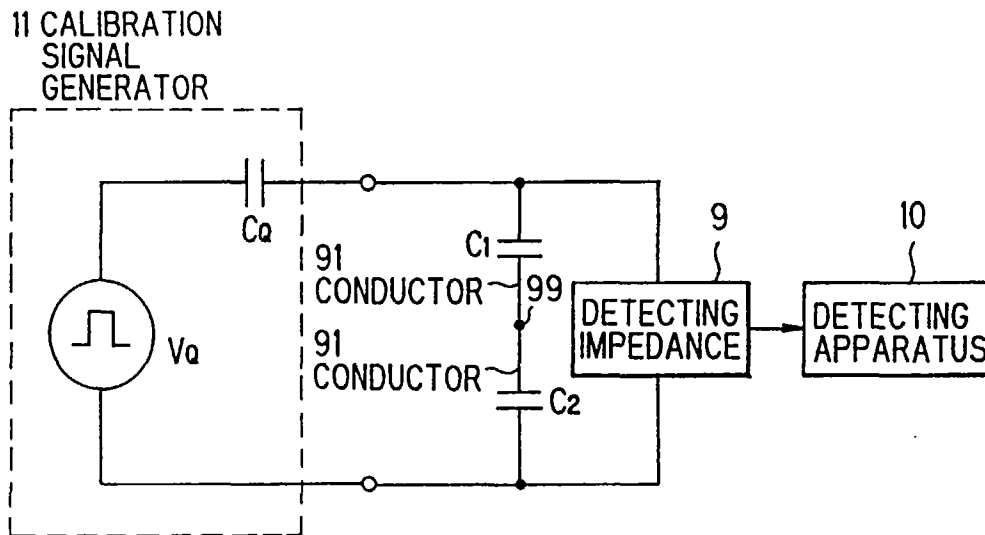 11 CALIBRATION
SIGNAL
GENERATOR
CQ
VQ
C1
91
CONDUCTOR
99
91
CONDUCTOR
C2
9
DETECTING
IMPEDANCE
10
DETECTING
APPARATUS